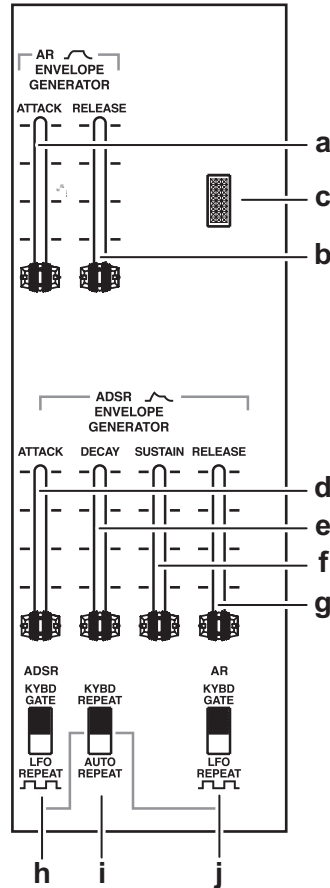 AR
ENVELOPE
GENERATOR
ATTACK RELEASE
a
c
b
ADSR
ENVELOPE
GENERATOR
ATTACK DECAY SUSTAIN RELEASE
d
e
f
g
ADSR AR
KYBD GATE KYBD REPEAT KYBD GATE
LFO REPEAT AUTO REPEAT LFO REPEAT
h i j